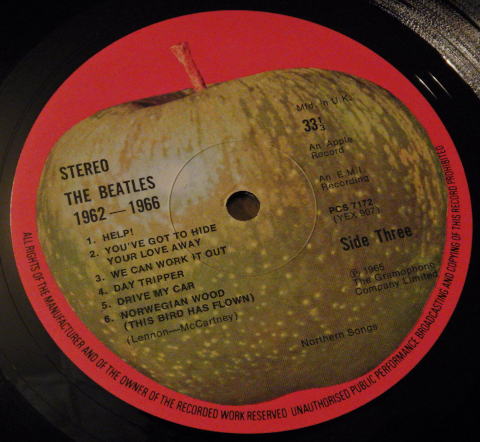 STEREO
THE BEATLES
1962 — 1966
1. HELP!
2. YOU'VE GOT TO HIDE
YOUR LOVE AWAY
3. WE CAN WORK IT OUT
4. DAY TRIPPER
5. DRIVE MY CAR
6. NORWEGIAN WOOD
(THIS BIRD HAS FLOWN)
(Lennon—McCartney)
Mfd. in U.K.
33⅓
An Apple
Record
An E.M.I.
Recording
PCS 7172
(YEX 907)
Side Three
Ⓟ 1965
The Gramophone
Company Limited
Northern Songs
ALL RIGHTS OF THE MANUFACTURER AND OF THE OWNER OF THE RECORDED WORK RESERVED UNAUTHORISED PUBLIC PERFORMANCE BROADCASTING AND COPYING OF THIS RECORD PROHIBITED